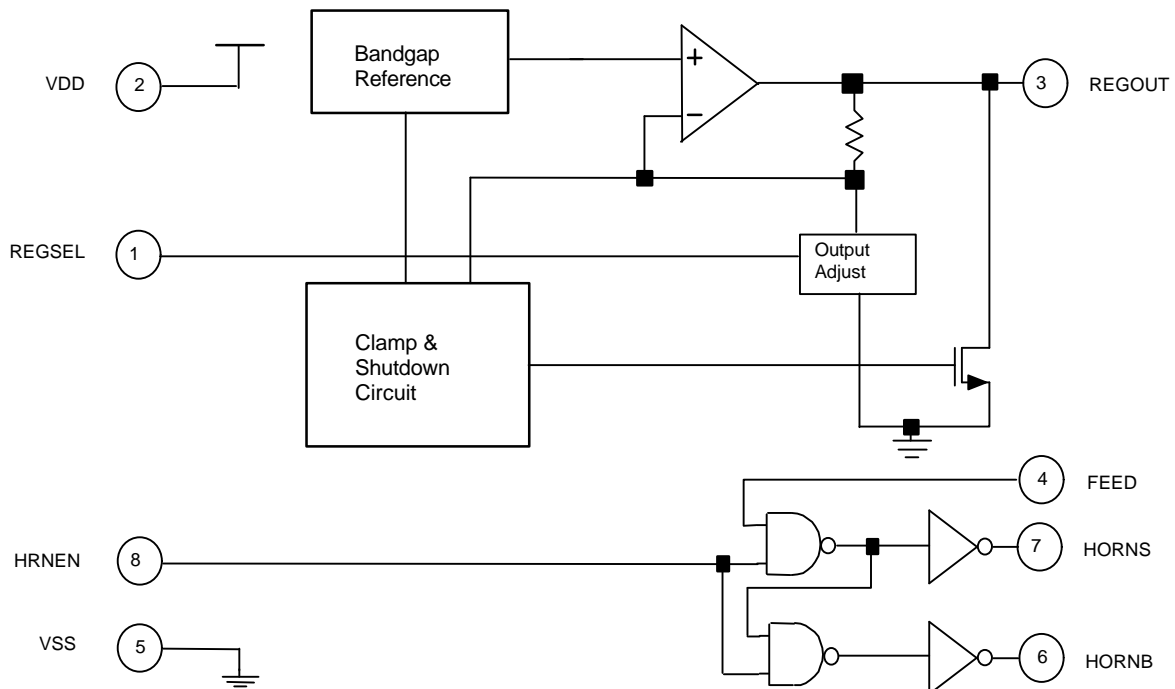 Bandgap
Reference
+
−
VDD
2
3
REGOUT
REGSEL
1
Output
Adjust
Clamp &
Shutdown
Circuit
4
FEED
HRNEN
8
7
HORNS
VSS
5
6
HORNB